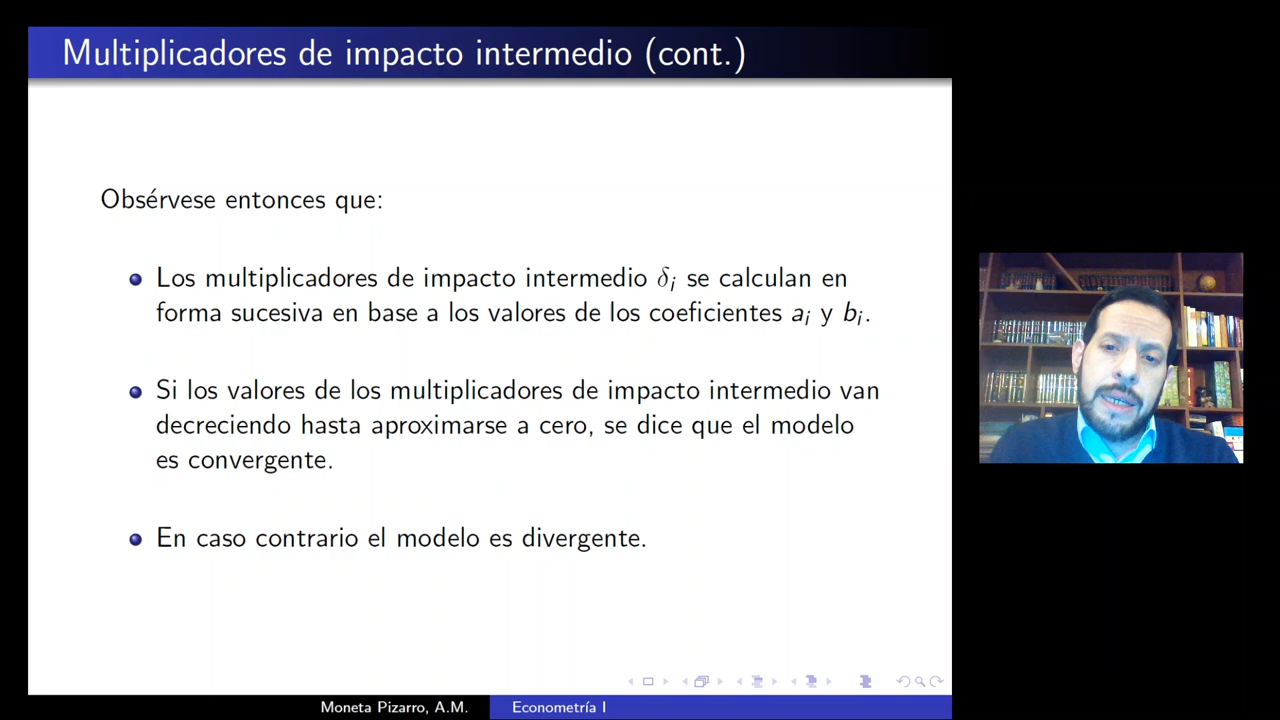 Multiplicadores de impacto intermedio (cont.)
Obsérvese entonces que:
Los multiplicadores de impacto intermedio δi se calculan en
forma sucesiva en base a los valores de los coeficientes ai y bi.
Si los valores de los multiplicadores de impacto intermedio van
decreciendo hasta aproximarse a cero, se dice que el modelo
es convergente.
En caso contrario el modelo es divergente.
Moneta Pizarro, A.M.
Econometría I